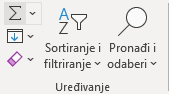 Sortiranje i
filtriranje
Pronađi i
odaberi
Uređivanje